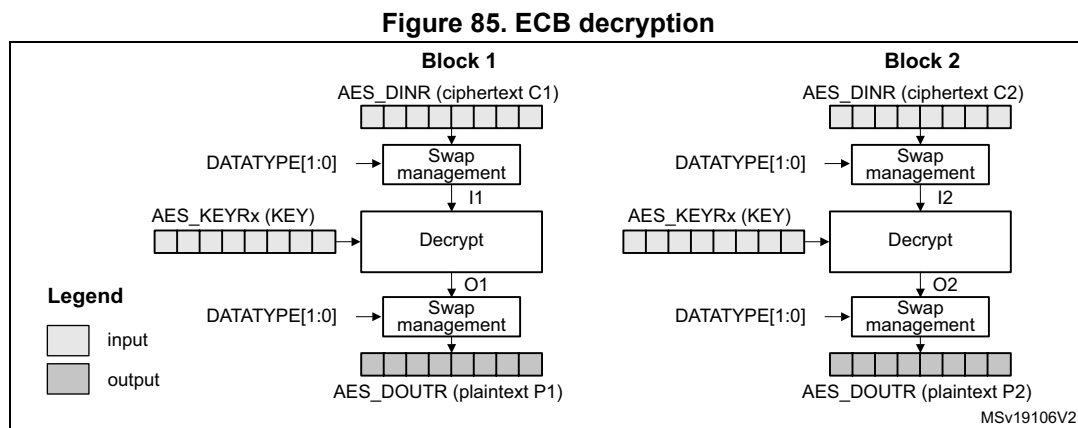 Figure 85. ECB decryption
Block 1
Block 2
AES_DINR (ciphertext C1)
AES_DINR (ciphertext C2)
DATATYPE[1:0]
Swap
management
DATATYPE[1:0]
Swap
management
I1
I2
AES_KEYRx (KEY)
Decrypt
AES_KEYRx (KEY)
Decrypt
O1
O2
Legend
input
output
DATATYPE[1:0]
Swap
management
DATATYPE[1:0]
Swap
management
AES_DOUTR (plaintext P1)
AES_DOUTR (plaintext P2)
MSv19106V2